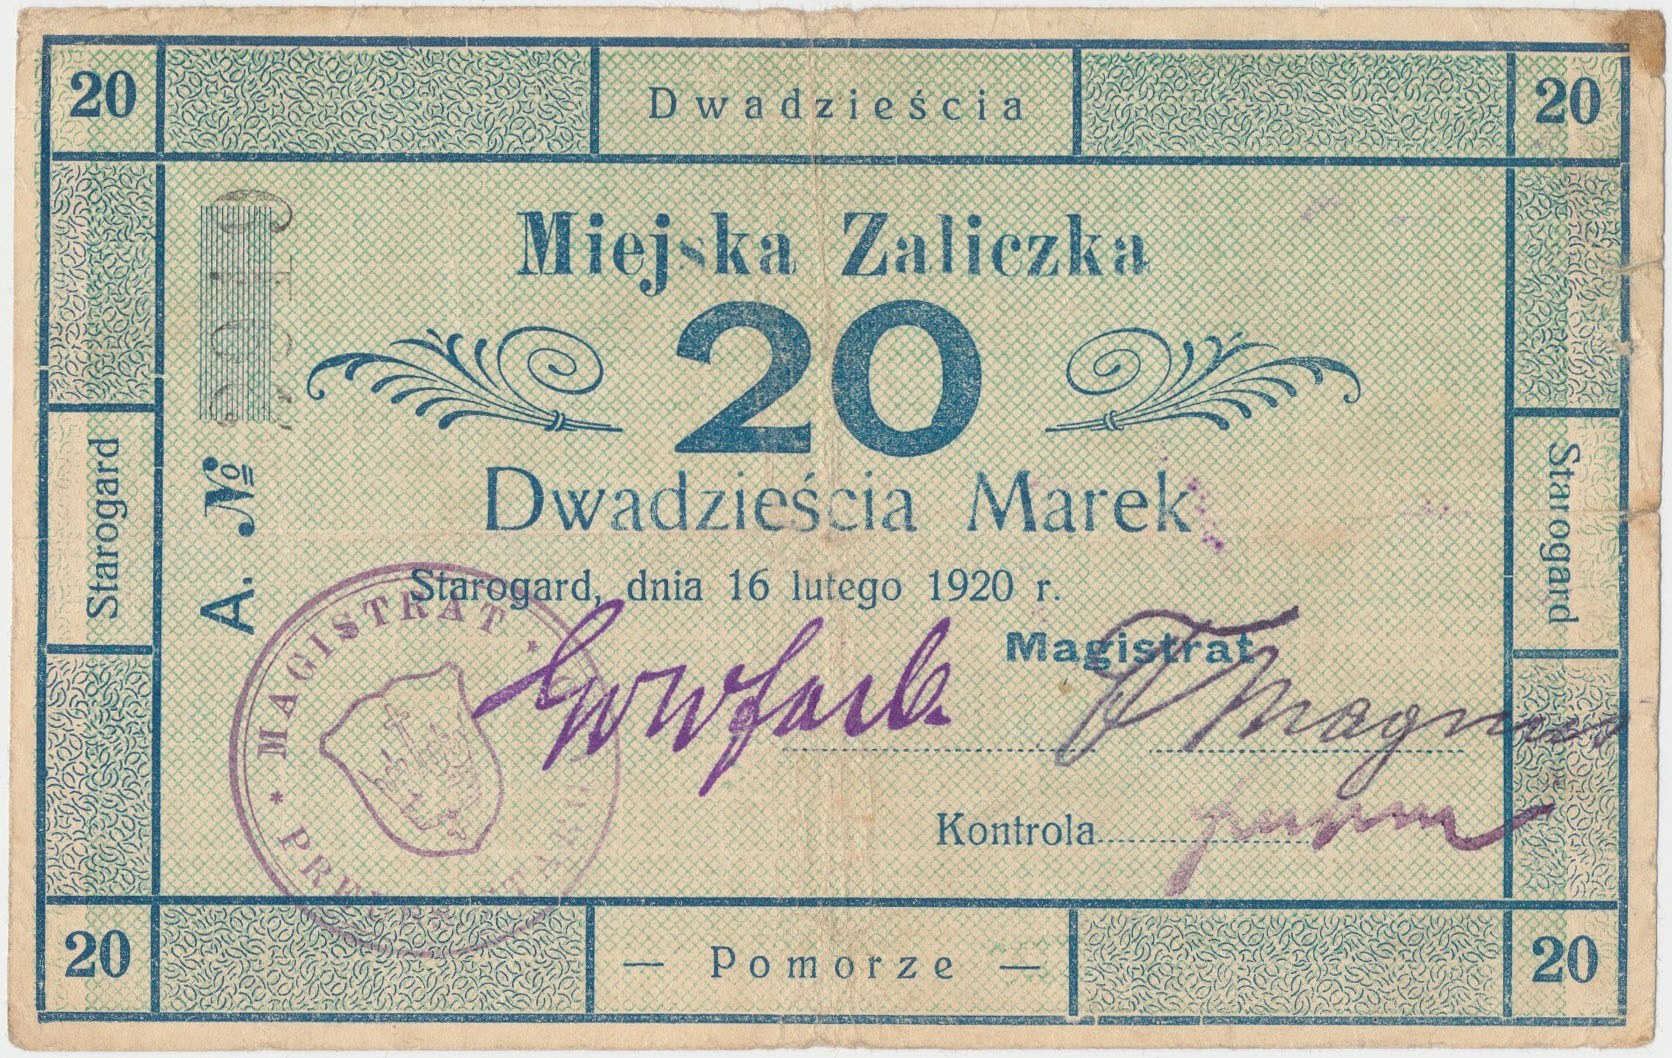 20 Dwadzieścia 20
Miejska Zaliczka
20
Dwadzieścia Marek
Starogard, dnia 16 lutego 1920 r.
Magistrat
Kontrola
Starogard
A. №
Starogard
* MAGISTRAT *
20 — Pomorze — 20